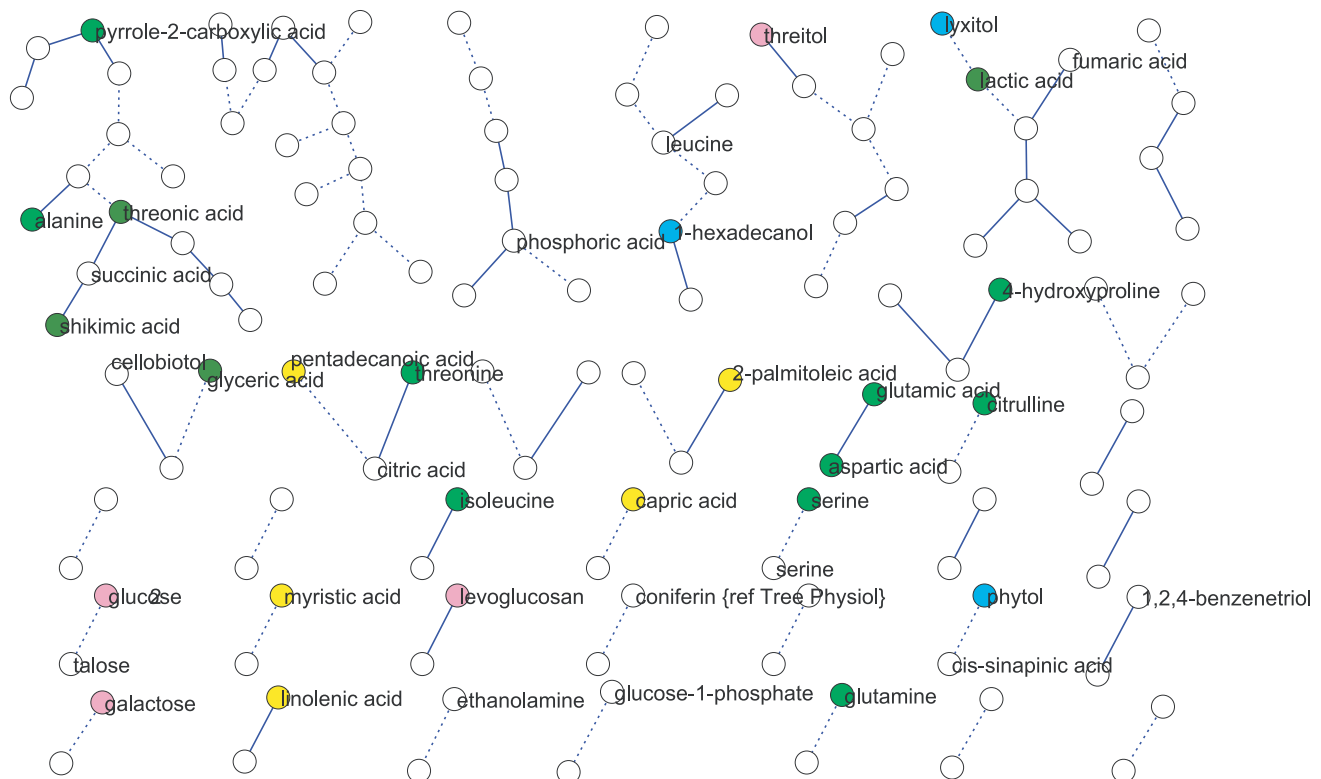 pyrrole-2-carboxylic acid
threitol
lyxitol
fumaric acid
lactic acid
leucine
alanine
threonic acid
phosphoric acid
1-hexadecanol
succinic acid
4-hydroxyproline
shikimic acid
cellobiotol
glyceric acid
pentadecanoic acid
threonine
2-palmitoleic acid
glutamic acid
citrulline
citric acid
aspartic acid
isoleucine
capric acid
serine
serine
myristic acid
levoglucosan
coniferin {ref Tree Physiol}
phytol
1,2,4-benzenetriol
talose
cis-sinapinic acid
galactose
linolenic acid
ethanolamine
glucose-1-phosphate
glutamine